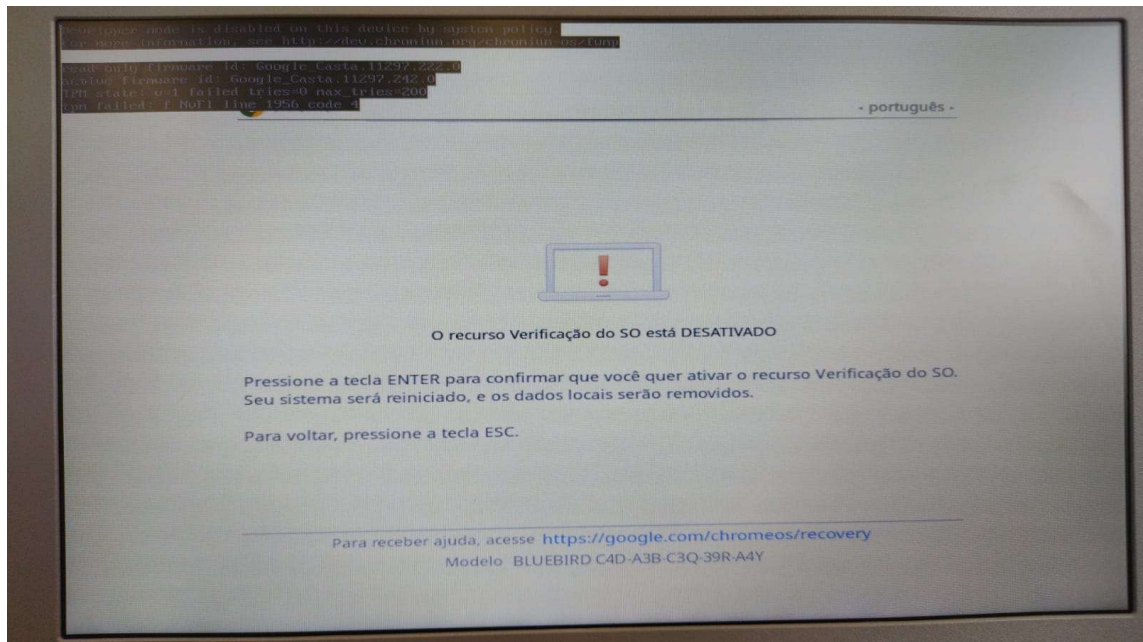 developer mode is disabled on this device by system policy.
For more information, see http://dev.chromium.org/chromium-os/fwmp
read-only firmware id: Google_Casta.11297.222.0
active firmware id: Google_Casta.11297.242.0
TPM state: v=1 failed_tries=0 max_tries=200
tpm failed: line 1956 code 4
- português -
O recurso Verificação do SO está DESATIVADO
Pressione a tecla ENTER para confirmar que você quer ativar o recurso Verificação do SO.
Seu sistema será reiniciado, e os dados locais serão removidos.
Para voltar, pressione a tecla ESC.
Para receber ajuda, acesse https://google.com/chromeos/recovery
Modelo BLUEBIRD C4D-A3B-C3Q-39R-A4Y